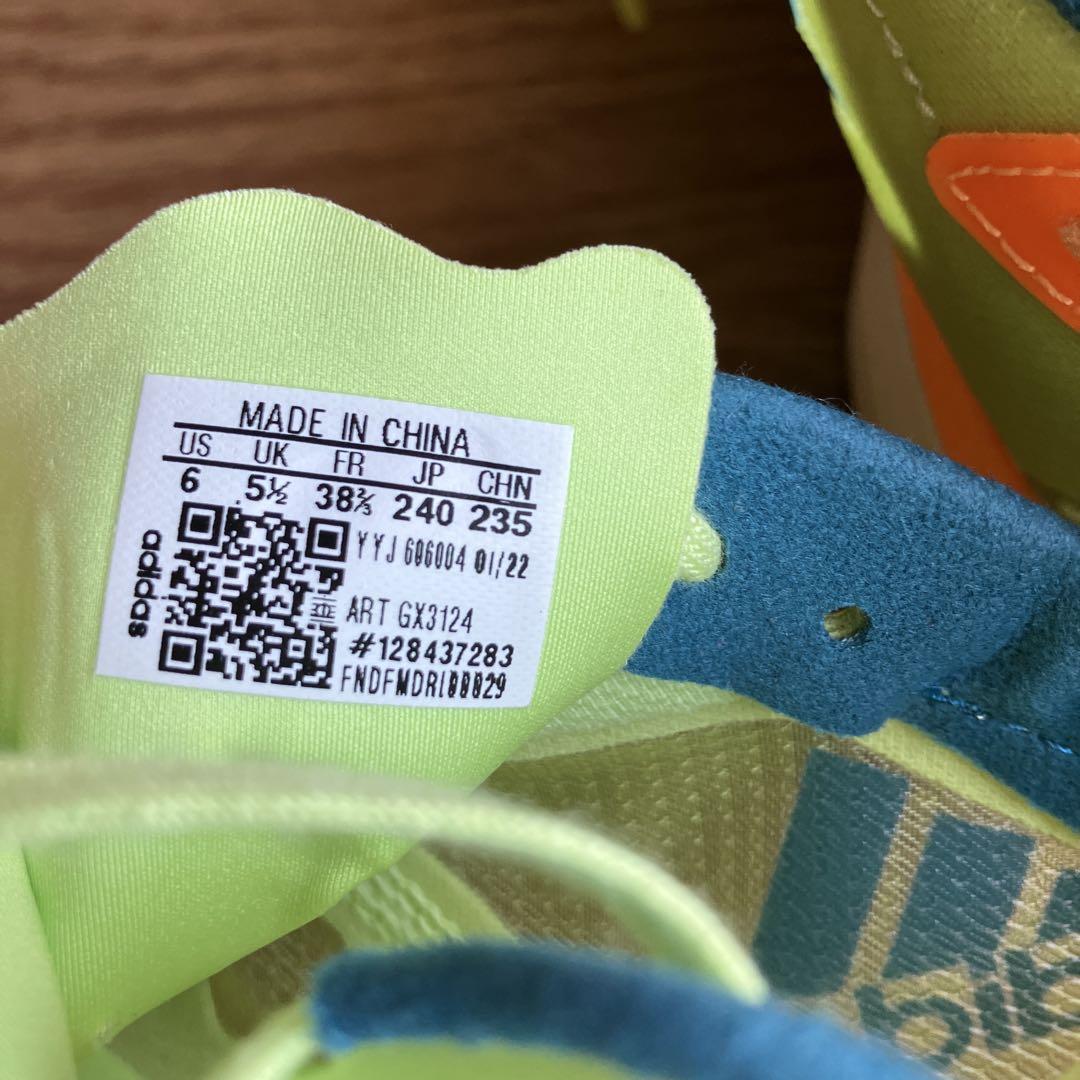 MADE IN CHINA
US UK FR JP CHN
6 5½ 38⅔ 240 235
YYJ 606004 01/22
ART GX3124
#128437283
adidas